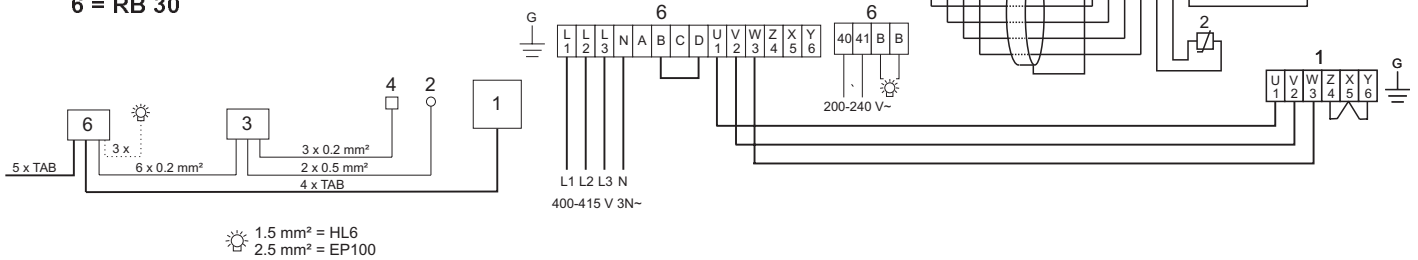 6 = RB 30
6
3
4
2
1
3 x
5 x TAB
6 x 0.2 mm²
3 x 0.2 mm²
2 x 0.5 mm²
4 x TAB
1.5 mm² = HL6
2.5 mm² = EP100
G
6
L1 L2 L3 N A B C D U1 V2 W3 Z4 X5 Y6
L1 L2 L3 N
400-415 V 3N~
6
40 41 B B
200-240 V~
2
1
G
U1 V2 W3 Z4 X5 Y6